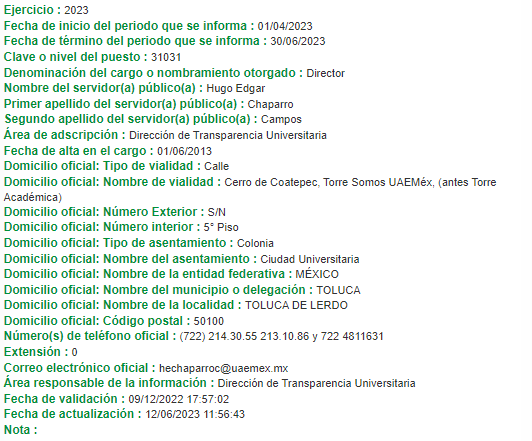 Ejercicio : 2023
Fecha de inicio del periodo que se informa : 01/04/2023
Fecha de término del periodo que se informa : 30/06/2023
Clave o nivel del puesto : 31031
Denominación del cargo o nombramiento otorgado : Director
Nombre del servidor(a) público(a) : Hugo Edgar
Primer apellido del servidor(a) público(a) : Chaparro
Segundo apellido del servidor(a) público(a) : Campos
Área de adscripción : Dirección de Transparencia Universitaria
Fecha de alta en el cargo : 01/06/2013
Domicilio oficial: Tipo de vialidad : Calle
Domicilio oficial: Nombre de vialidad : Cerro de Coatepec, Torre Somos UAEMéx, (antes Torre
Académica)
Domicilio oficial: Número Exterior : S/N
Domicilio oficial: Número interior : 5° Piso
Domicilio oficial: Tipo de asentamiento : Colonia
Domicilio oficial: Nombre del asentamiento : Ciudad Universitaria
Domicilio oficial: Nombre de la entidad federativa : MÉXICO
Domicilio oficial: Nombre del municipio o delegación : TOLUCA
Domicilio oficial: Nombre de la localidad : TOLUCA DE LERDO
Domicilio oficial: Código postal : 50100
Número(s) de teléfono oficial : (722) 214.30.55 213.10.86 y 722 4811631
Extensión : 0
Correo electrónico oficial : hechaparroc@uaemex.mx
Área responsable de la información : Dirección de Transparencia Universitaria
Fecha de validación : 09/12/2022 17:57:02
Fecha de actualización : 12/06/2023 11:56:43
Nota :